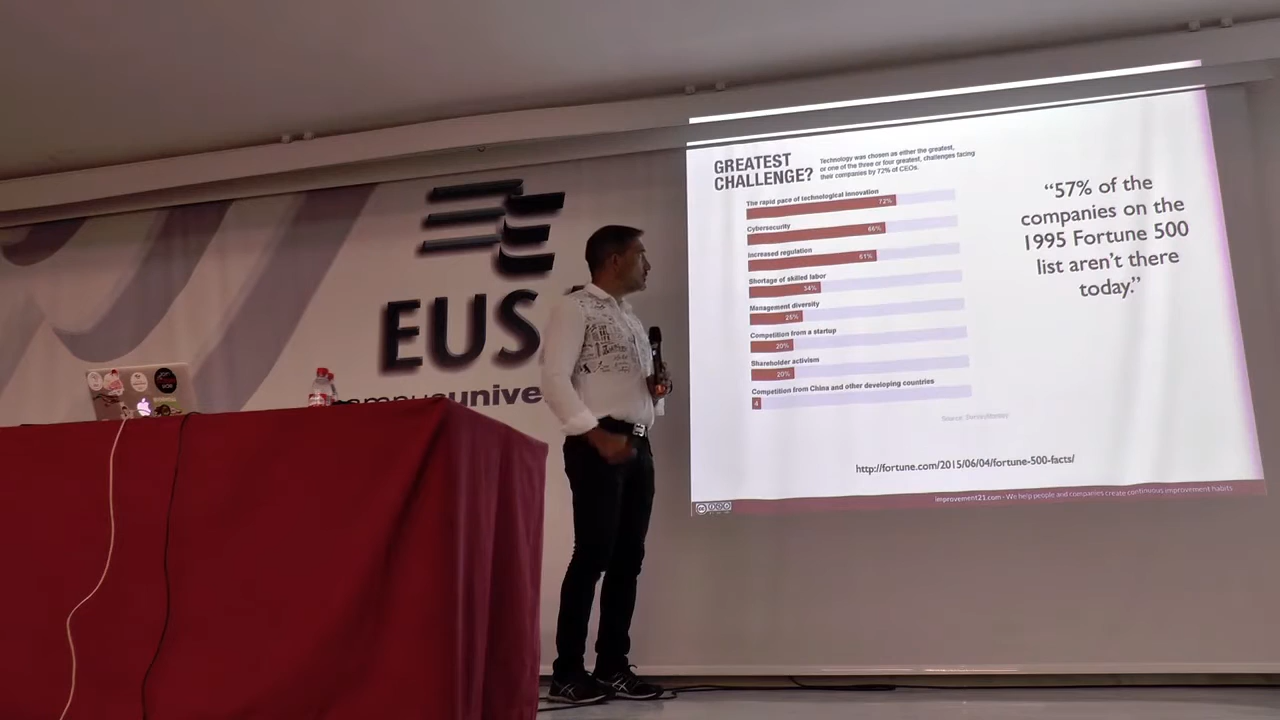 GREATEST
CHALLENGE?
Technology was chosen as either the greatest,
or one of the three or four greatest, challenges facing
their companies by 72% of CEOs.
The rapid pace of technological innovation
72%
Cybersecurity
66%
Increased regulation
61%
Shortage of skilled labor
34%
Management diversity
25%
Competition from a startup
20%
Shareholder activism
20%
Competition from China and other developing countries
4
“57% of the
companies on the
1995 Fortune 500
list aren’t there
today.”
http://fortune.com/2015/06/04/fortune-500-facts/
improvement21.com - We help people and companies create continuous improvement habits
EUS